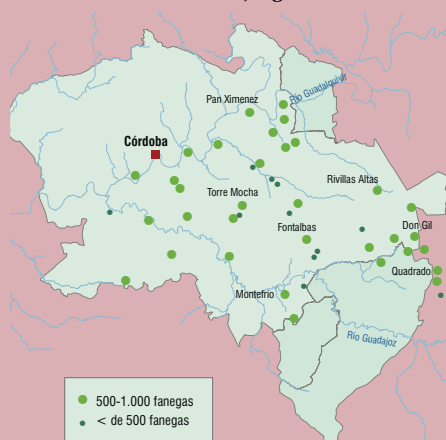 Río Guadalquivir
Pan Ximenez
Córdoba
Rivillas Altas
Torre Mocha
Fontalbas
Don Gil
Quadrado
Montefrio
Río Guadajoz
500-1.000 fanegas
< de 500 fanegas